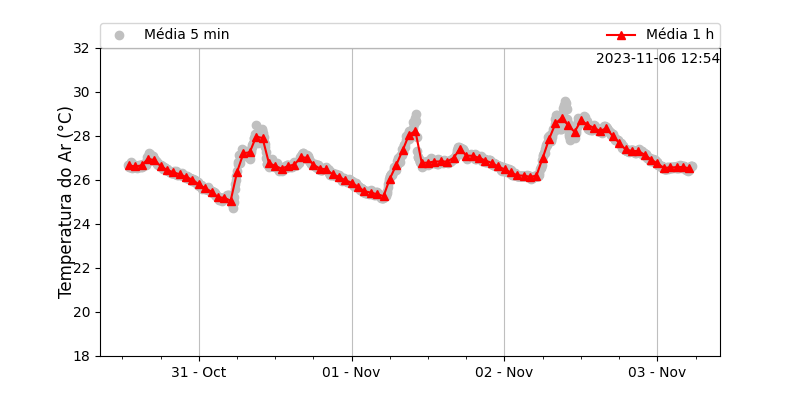 Média 5 min
Média 1 h
2023-11-06 12:54
Temperatura do Ar (°C)
32
30
28
26
24
22
20
18
31 - Oct
01 - Nov
02 - Nov
03 - Nov